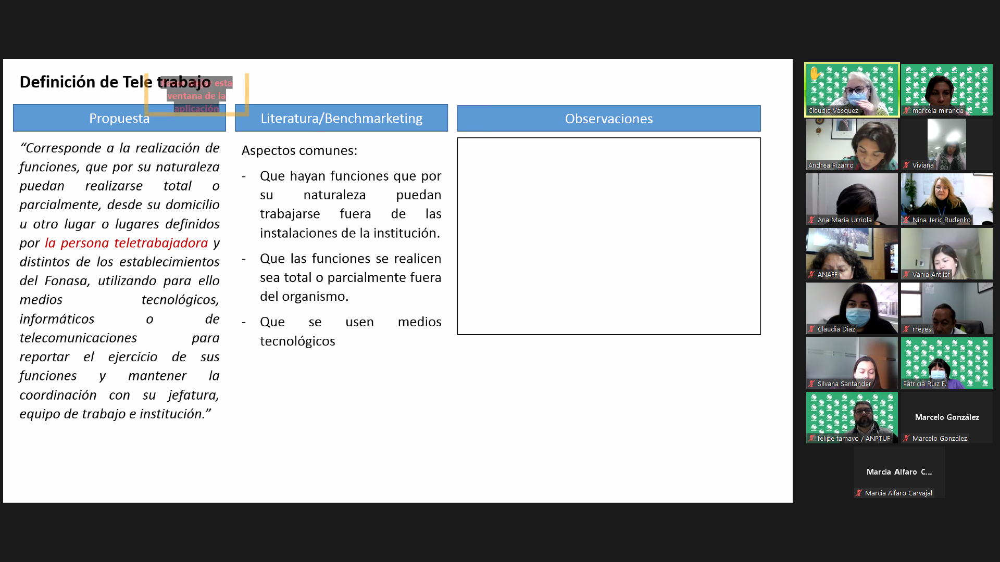 Definición de Tele trabajo
esta
ventana de la
aplicación
Propuesta
“Corresponde a la realización de
funciones, que por su naturaleza
puedan realizarse total o
parcialmente, desde su domicilio
u otro lugar o lugares definidos
por la persona teletrabajadora y
distintos de los establecimientos
del Fonasa, utilizando para ello
medios tecnológicos,
informáticos o de
telecomunicaciones para
reportar el ejercicio de sus
funciones y mantener la
coordinación con su jefatura,
equipo de trabajo e institución.”
Literatura/Benchmarketing
Aspectos comunes:
- Que hayan funciones que por
su naturaleza puedan
trabajarse fuera de las
instalaciones de la institución.
- Que las funciones se realicen
sea total o parcialmente fuera
del organismo.
- Que se usen medios
tecnológicos
Observaciones
Claudia Vásquez
marcela miranda
Andrea Pizarro
Viviana
Ana Maria Urriola
Nina Jeric Rudenko
ANAFF
Vania Antilef
Claudia Diaz
rreyes
Silvana Santander
Patricia Ruiz F.
felipe tamayo / ANPTUF
Marcelo González
Marcelo González
Marcia Alfaro C...
Marcia Alfaro Carvajal